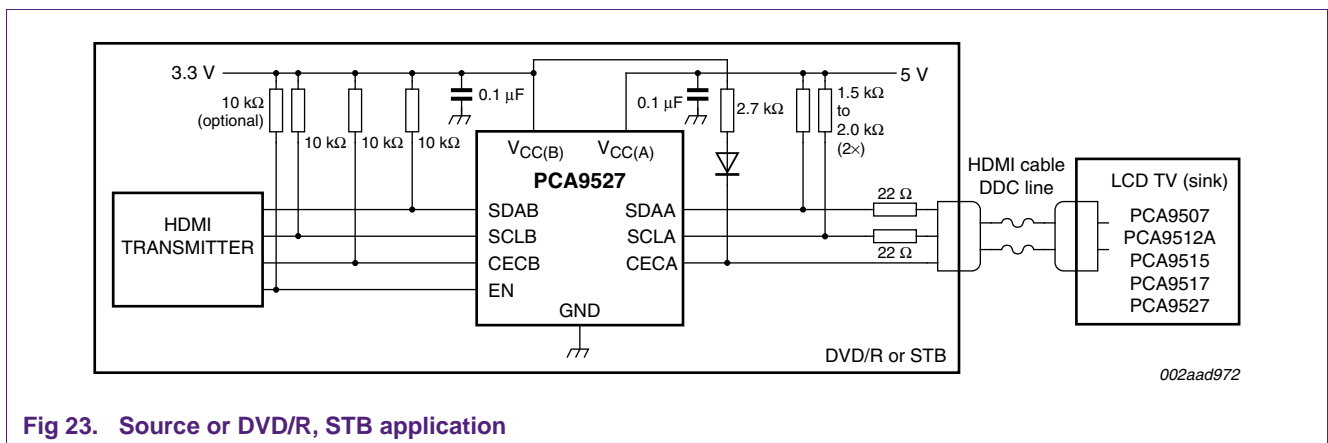 3.3 V
5 V
10 kΩ
(optional)
10 kΩ
10 kΩ
10 kΩ
0.1 μF
0.1 μF
2.7 kΩ
1.5 kΩ
to
2.0 kΩ
(2×)
VCC(B)
VCC(A)
PCA9527
HDMI
TRANSMITTER
SDAB
SCLB
CECB
EN
SDAA
SCLA
CECA
GND
22 Ω
22 Ω
HDMI cable
DDC line
LCD TV (sink)
PCA9507
PCA9512A
PCA9515
PCA9517
PCA9527
DVD/R or STB
002aad972
Fig 23. Source or DVD/R, STB application